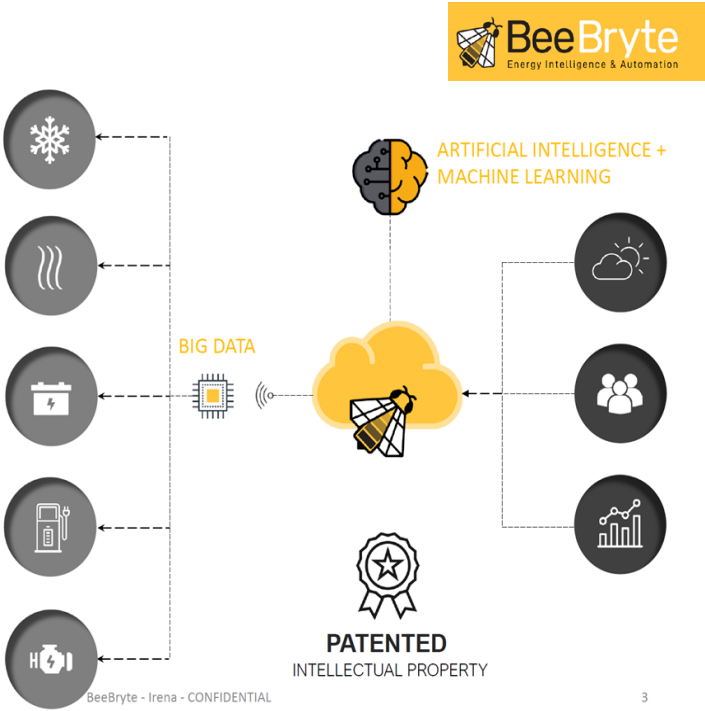 BeeBryte
Energy Intelligence & Automation
ARTIFICIAL INTELLIGENCE +
MACHINE LEARNING
BIG DATA
PATENTED
INTELLECTUAL PROPERTY
BeeBryte - Irena - CONFIDENTIAL
3